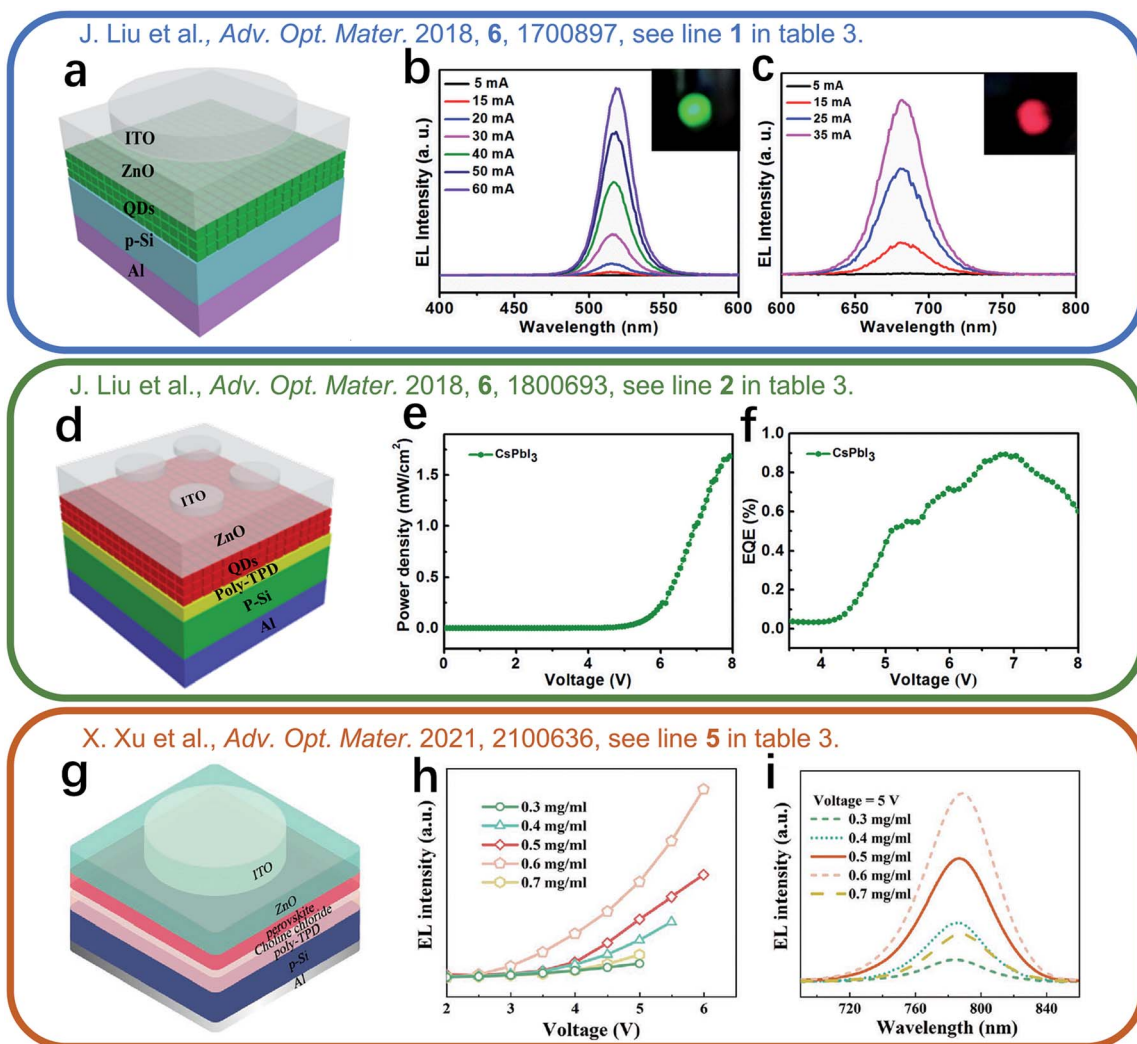 J. Liu et al., Adv. Opt. Mater. 2018, 6, 1700897, see line 1 in table 3.
a
ITO
ZnO
QDs
p-Si
Al
b
5 mA
15 mA
20 mA
30 mA
40 mA
50 mA
60 mA
EL Intensity (a. u.)
400 450 500 550 600
Wavelength (nm)
c
5 mA
15 mA
25 mA
35 mA
EL Intensity (a. u.)
600 650 700 750 800
Wavelength (nm)
J. Liu et al., Adv. Opt. Mater. 2018, 6, 1800693, see line 2 in table 3.
d
ITO
ZnO
QDs
Poly-TPD
P-Si
Al
e
CsPbI3
Power density (mW/cm2)
1.5
1.0
0.5
0.0
0 2 4 6 8
Voltage (V)
f
CsPbI3
EQE (%)
1.0
0.8
0.6
0.4
0.2
0.0
4 5 6 7 8
Voltage (V)
X. Xu et al., Adv. Opt. Mater. 2021, 2100636, see line 5 in table 3.
g
ITO
ZnO
perovskite
Choline chloride
poly-TPD
p-Si
Al
h
0.3 mg/ml
0.4 mg/ml
0.5 mg/ml
0.6 mg/ml
0.7 mg/ml
EL intensity (a.u.)
2 3 4 5 6
Voltage (V)
i
Voltage = 5 V
0.3 mg/ml
0.4 mg/ml
0.5 mg/ml
0.6 mg/ml
0.7 mg/ml
EL intensity (a.u.)
720 760 800 840
Wavelength (nm)